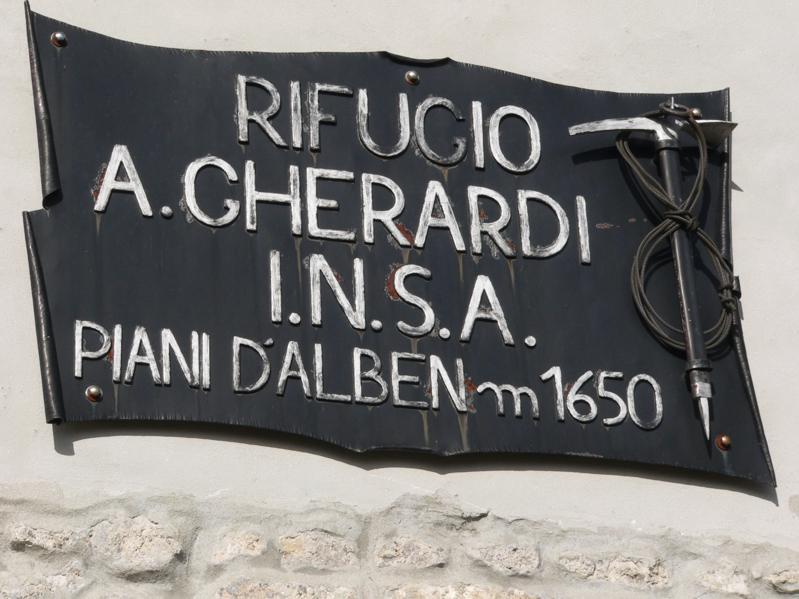 RIFUGIO
A. GHERARDI
I.N.S.A.
PIANI D'ALBEN m 1650